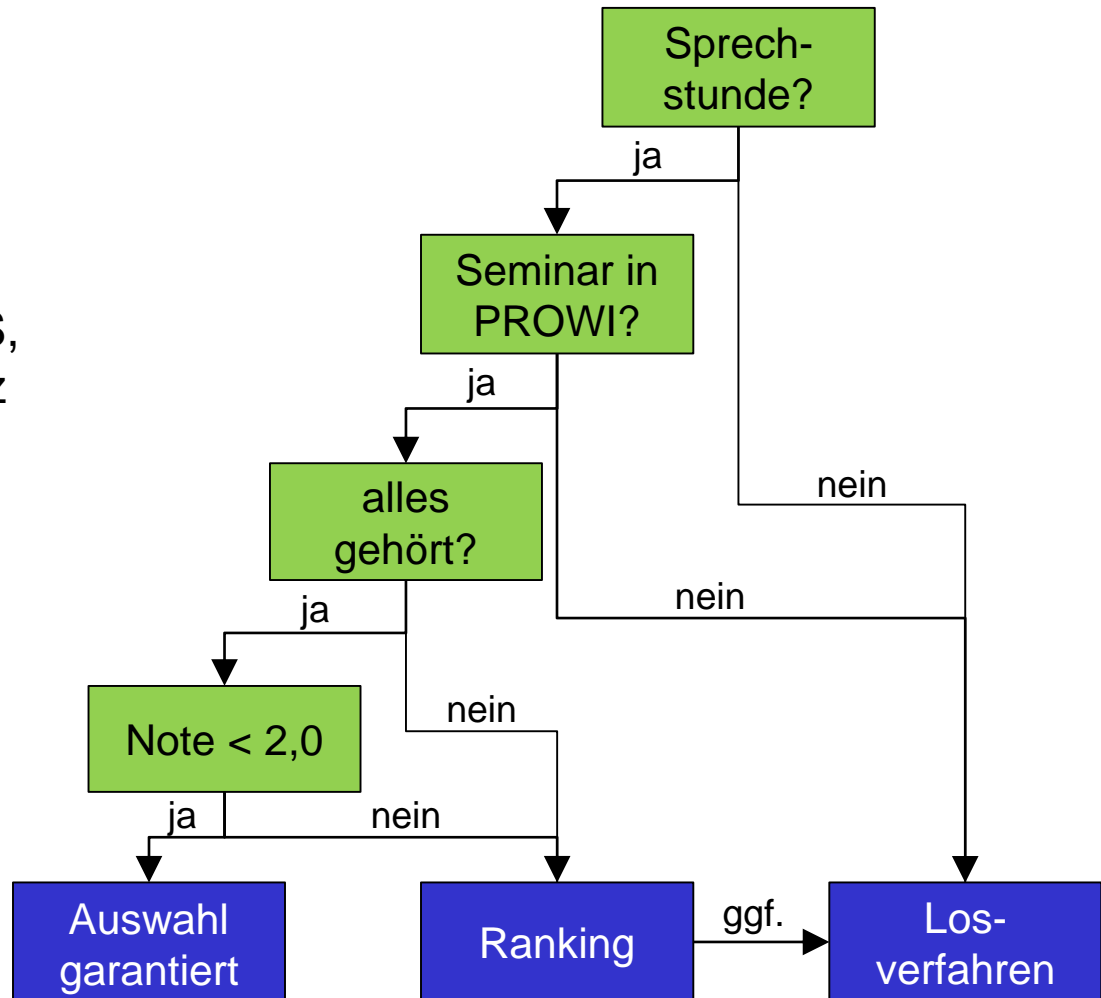 Sprech-
stunde?
ja
Seminar in
PROWI?
ja
alles
gehört?
nein
nein
ja
nein
Note < 2,0
ja
nein
Auswahl
garantiert
Ranking
ggf.
Los-
verfahren